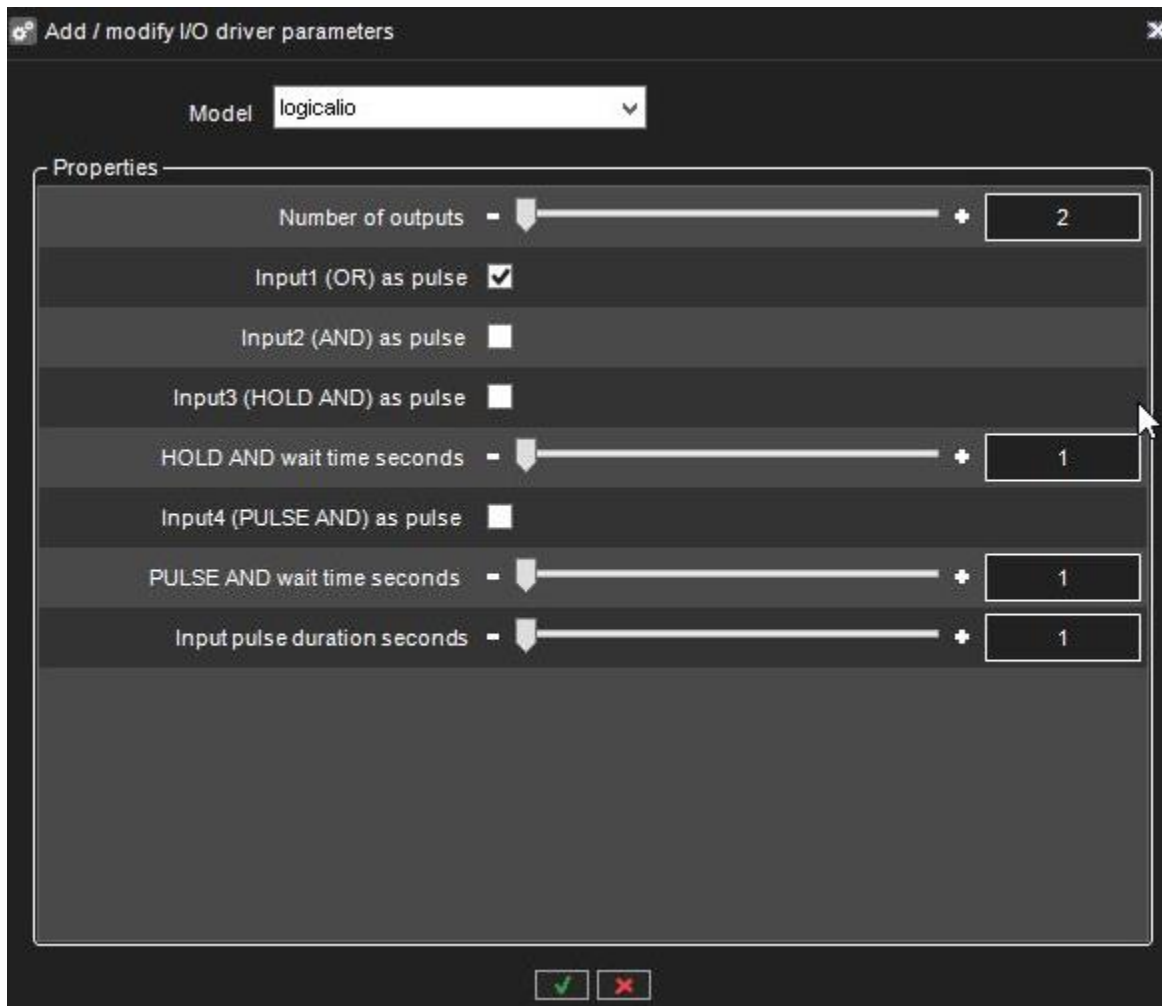 Add / modify I/O driver parameters
Model logicalio
Properties
Number of outputs - + 2
Input1 (OR) as pulse
Input2 (AND) as pulse
Input3 (HOLD AND) as pulse
HOLD AND wait time seconds - + 1
Input4 (PULSE AND) as pulse
PULSE AND wait time seconds - + 1
Input pulse duration seconds - + 1